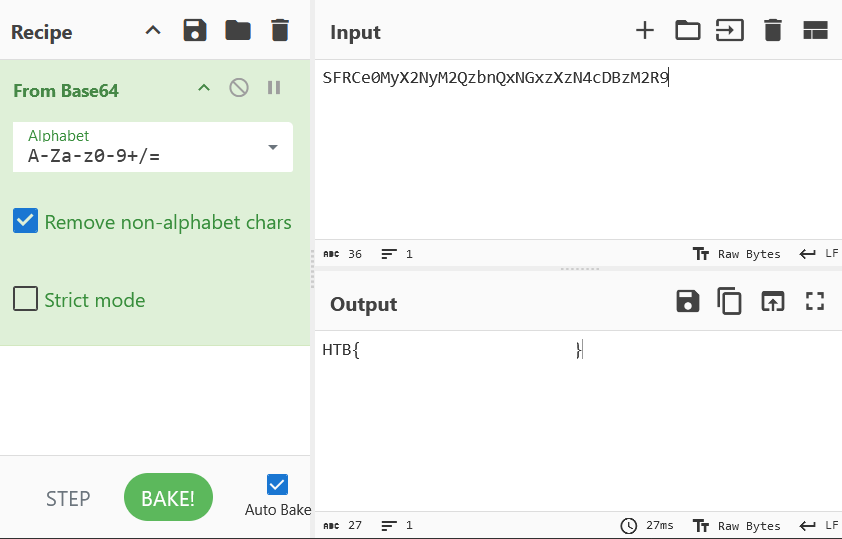 Recipe
Input
From Base64
Alphabet
A-Za-z0-9+/=
Remove non-alphabet chars
Strict mode
STEP
BAKE!
Auto Bake
SFRCe0MyX2NyM2QzbnQxNGxzXzN4cDBzM2R9
ABC 36 1
Raw Bytes LF
Output
HTB{ }
ABC 27 1
27ms Raw Bytes LF